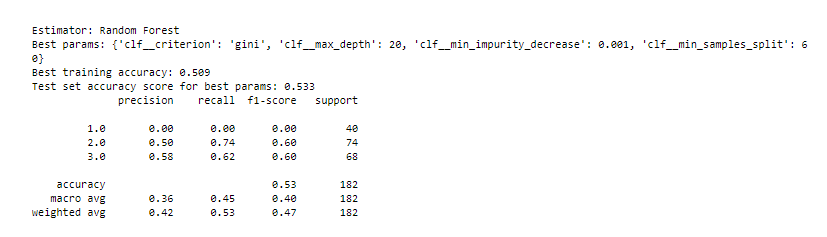 Estimator: Random Forest
Best params: {'clf__criterion': 'gini', 'clf__max_depth': 20, 'clf__min_impurity_decrease': 0.001, 'clf__min_samples_split': 6
0}
Best training accuracy: 0.509
Test set accuracy score for best params: 0.533
precision recall f1-score support
1.0 0.00 0.00 0.00 40
2.0 0.50 0.74 0.60 74
3.0 0.58 0.62 0.60 68
accuracy 0.53 182
macro avg 0.36 0.45 0.40 182
weighted avg 0.42 0.53 0.47 182